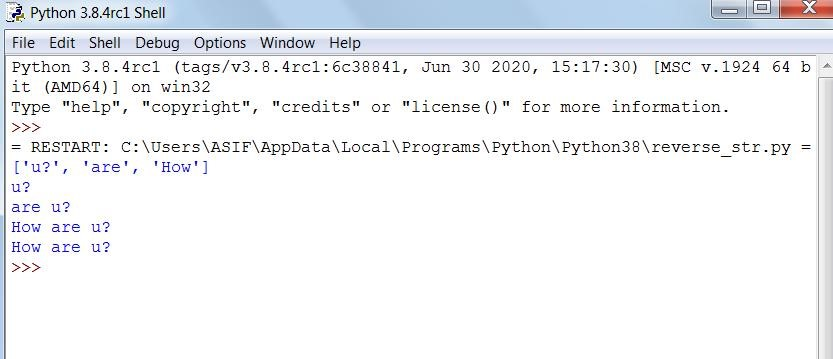 Python 3.8.4rc1 Shell
File Edit Shell Debug Options Window Help
Python 3.8.4rc1 (tags/v3.8.4rc1:6c38841, Jun 30 2020, 15:17:30) [MSC v.1924 64 b
it (AMD64)] on win32
Type "help", "copyright", "credits" or "license()" for more information.
>>>
= RESTART: C:\Users\ASIF\AppData\Local\Programs\Python\Python38\reverse_str.py =
['u?', 'are', 'How']
u?
are u?
How are u?
How are u?
>>>